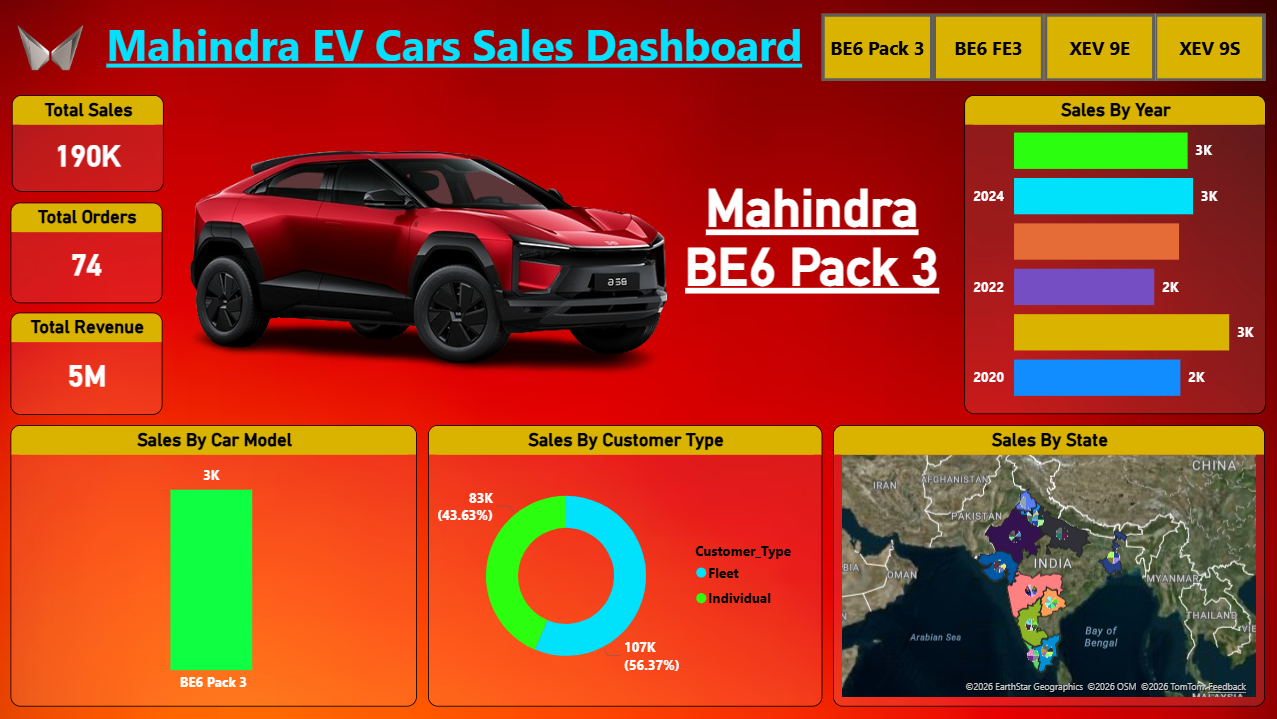 Mahindra EV Cars Sales Dashboard
BE6 Pack 3
BE6 FE3
XEV 9E
XEV 9S
Total Sales
190K
Total Orders
74
Total Revenue
5M
Mahindra
BE6 Pack 3
Sales By Year
3K
2024
3K
2022
2K
3K
2020
2K
Sales By Car Model
3K
BE6 Pack 3
Sales By Customer Type
83K
(43.63%)
107K
(56.37%)
Customer_Type
Fleet
Individual
Sales By State
CHINA
IRAN
AFGHANISTAN
PAKISTAN
INDIA
BIA
OMAN
MYANMAR
THAILAND
VIE
Arabian Sea
Bay of
Bengal
©2026 EarthStar Geographics ©2026 OSM ©2026 TomTom Feedback